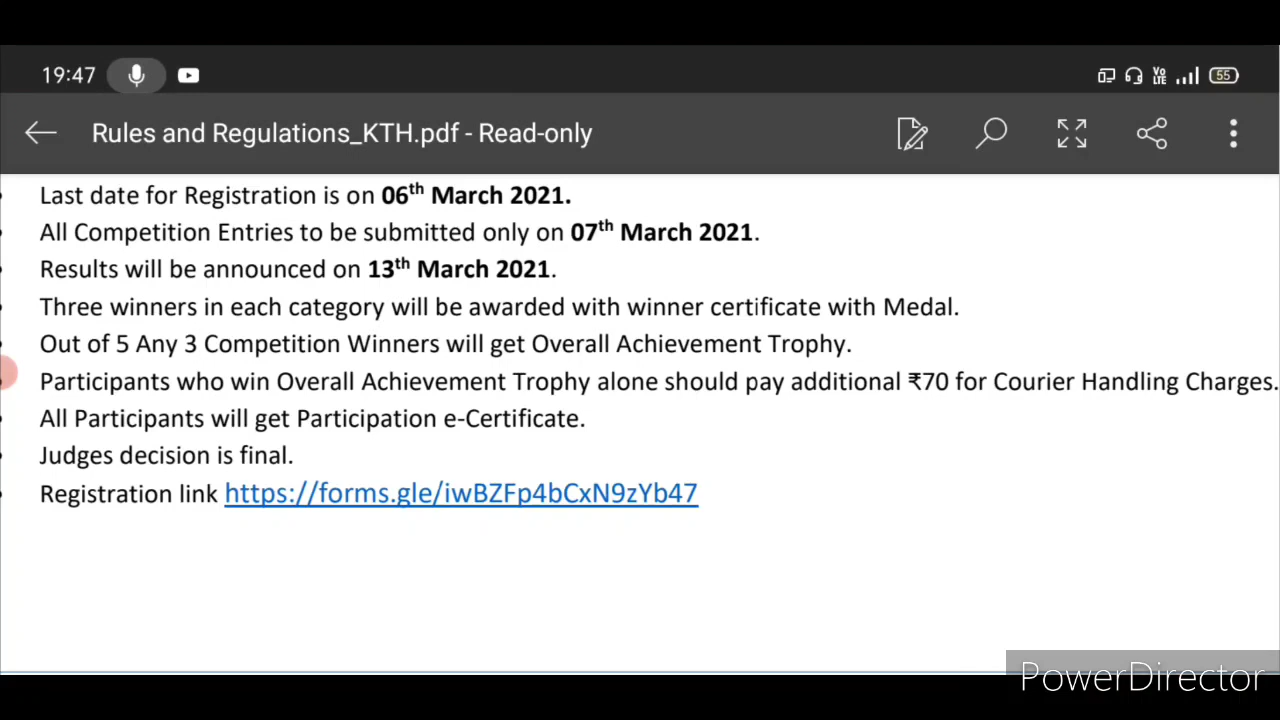 19:47 Vo LTE 55
Rules and Regulations_KTH.pdf - Read-only
Last date for Registration is on 06th March 2021.
All Competition Entries to be submitted only on 07th March 2021.
Results will be announced on 13th March 2021.
Three winners in each category will be awarded with winner certificate with Medal.
Out of 5 Any 3 Competition Winners will get Overall Achievement Trophy.
Participants who win Overall Achievement Trophy alone should pay additional ₹70 for Courier Handling Charges.
All Participants will get Participation e-Certificate.
Judges decision is final.
Registration link https://forms.gle/iwBZFp4bCxN9zYb47
PowerDirector